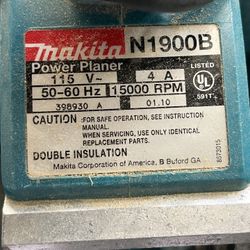 makita N1900B
Power Planer
LISTED
115 V~ 4 A
50-60 Hz 15000 RPM
UL
398930 A 01.10
591T
CAUTION :FOR SAFE OPERATION, SEE INSTRUCTION
MANUAL.
WHEN SERVICING, USE ONLY IDENTICAL
REPLACEMENT PARTS.
DOUBLE INSULATION
Makita Corporation of America, B Buford GA